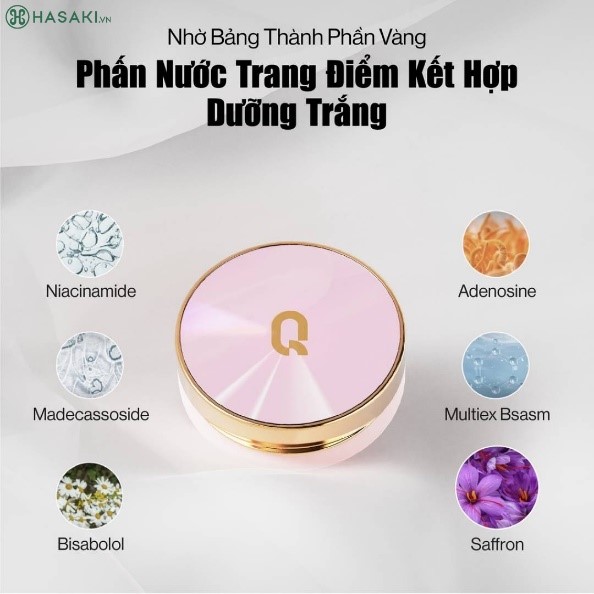 HASAKI.VN
Nhờ Bảng Thành Phần Vàng
Phấn Nước Trang Điểm Kết Hợp
Dưỡng Trắng
Niacinamide
Adenosine
Q
Madecassoside
Multiex Bsasm
Bisabolol
Saffron